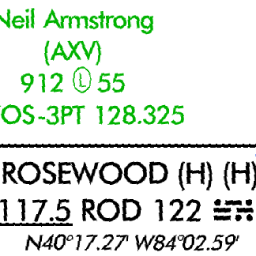 Neil Armstrong
(AXV)
912 Ⓛ 55
OS-3PT 128.325
ROSEWOOD (H) (H)
117.5 ROD 122
N40°17.27' W84°02.59'